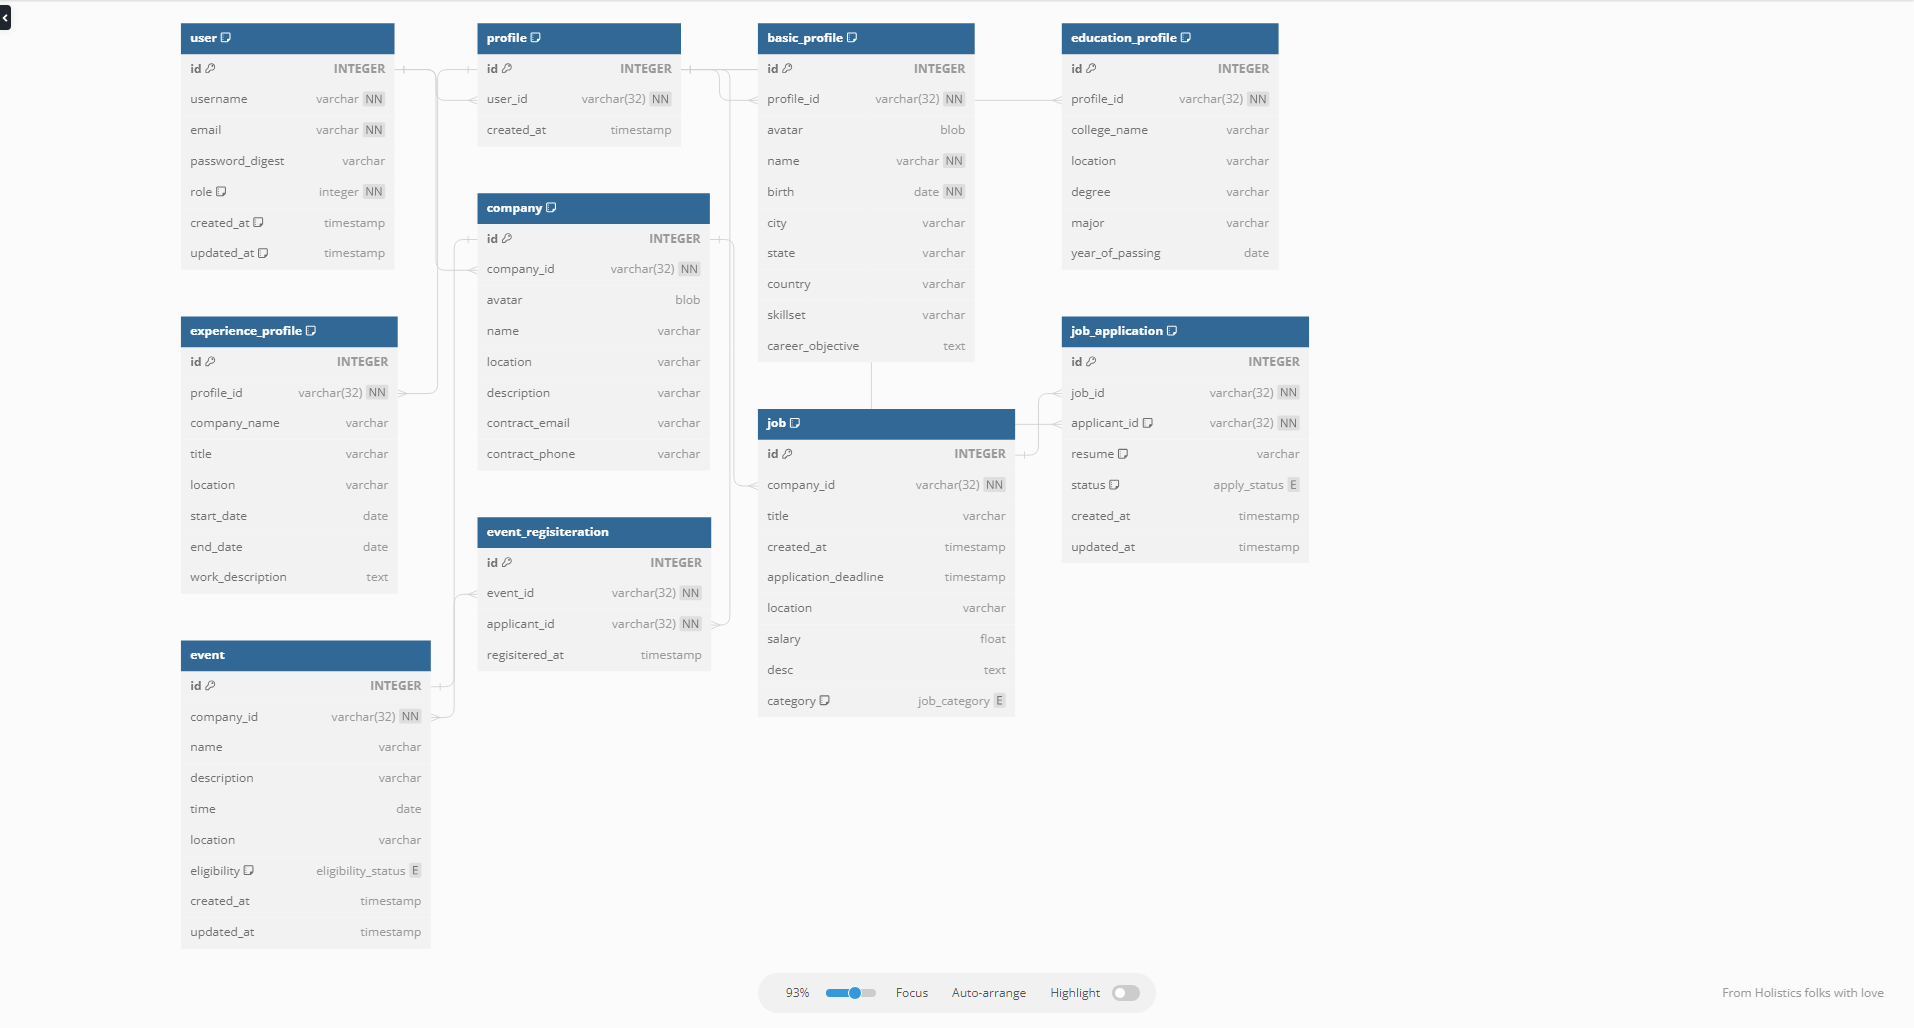 user
id INTEGER
username varchar NN
email varchar NN
password_digest varchar
role integer NN
created_at timestamp
updated_at timestamp
profile
id INTEGER
user_id varchar(32) NN
created_at timestamp
basic_profile
id INTEGER
profile_id varchar(32) NN
avatar blob
name varchar NN
birth date NN
city varchar
state varchar
country varchar
skillset varchar
career_objective text
education_profile
id INTEGER
profile_id varchar(32) NN
college_name varchar
location varchar
degree varchar
major varchar
year_of_passing date
company
id INTEGER
company_id varchar(32) NN
avatar blob
name varchar
location varchar
description varchar
contract_email varchar
contract_phone varchar
experience_profile
id INTEGER
profile_id varchar(32) NN
company_name varchar
title varchar
location varchar
start_date date
end_date date
work_description text
job_application
id INTEGER
job_id varchar(32) NN
applicant_id varchar(32) NN
resume varchar
status apply_status E
created_at timestamp
updated_at timestamp
job
id INTEGER
company_id varchar(32) NN
title varchar
created_at timestamp
application_deadline timestamp
location varchar
salary float
desc text
category job_category E
event_regisiteration
id INTEGER
event_id varchar(32) NN
applicant_id varchar(32) NN
regisitered_at timestamp
event
id INTEGER
company_id varchar(32) NN
name varchar
description varchar
time date
location varchar
eligibility eligibility_status E
created_at timestamp
updated_at timestamp
93% Focus Auto-arrange Highlight
From Holistics folks with love